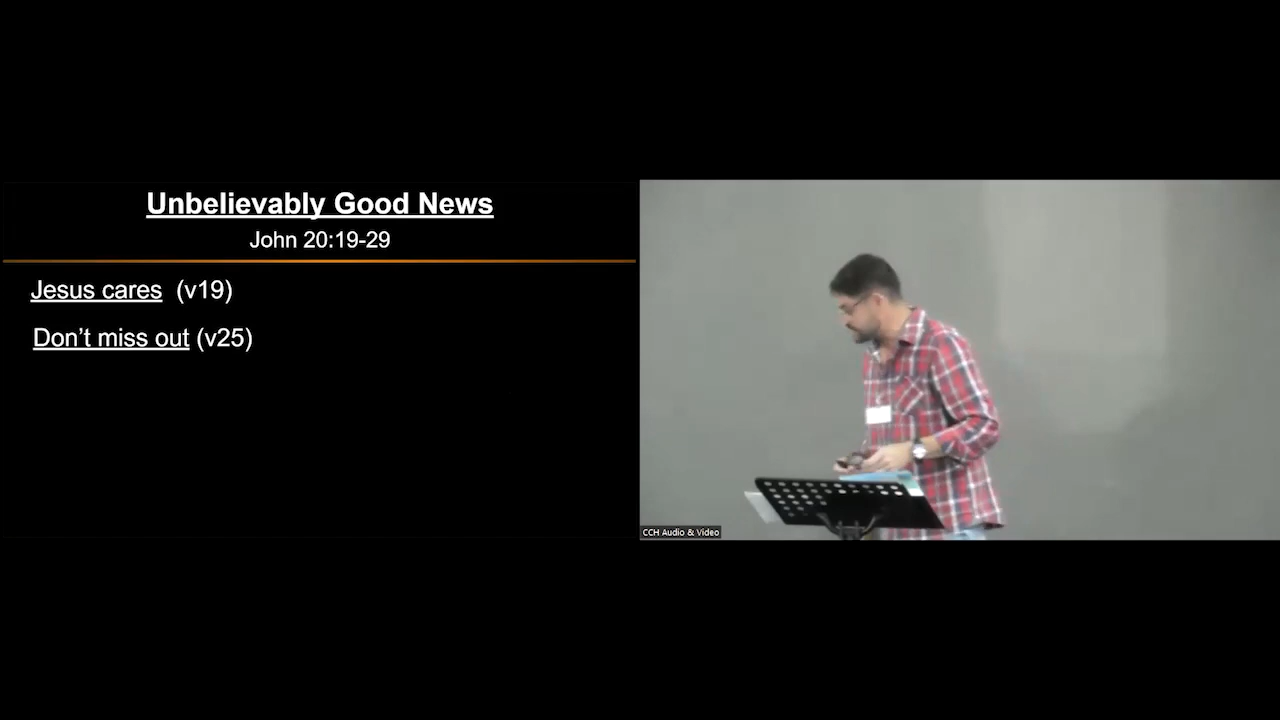 Unbelievably Good News
John 20:19-29
Jesus cares (v19)
Don’t miss out (v25)
CCH Audio & Video